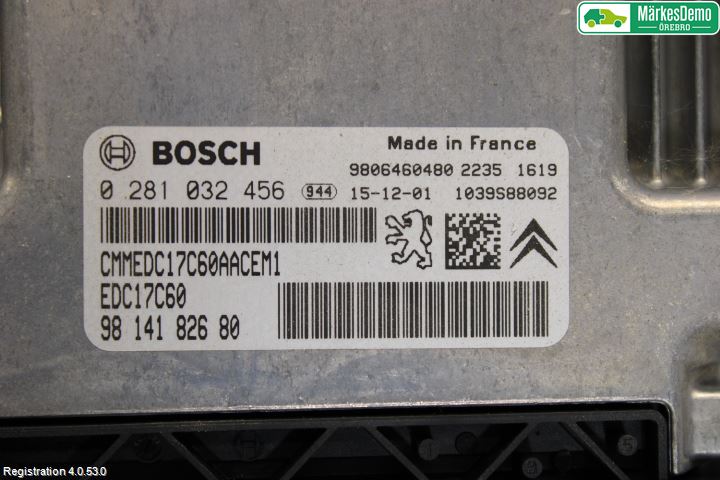 MärkesDemo
ÖREBRO
BOSCH
Made in France
9806460480 2235 1619
0 281 032 456 944 15-12-01 1039S88092
CMMEDC17C60AACEM1
EDC17C60
98 141 826 80
Registration 4.0.53.0